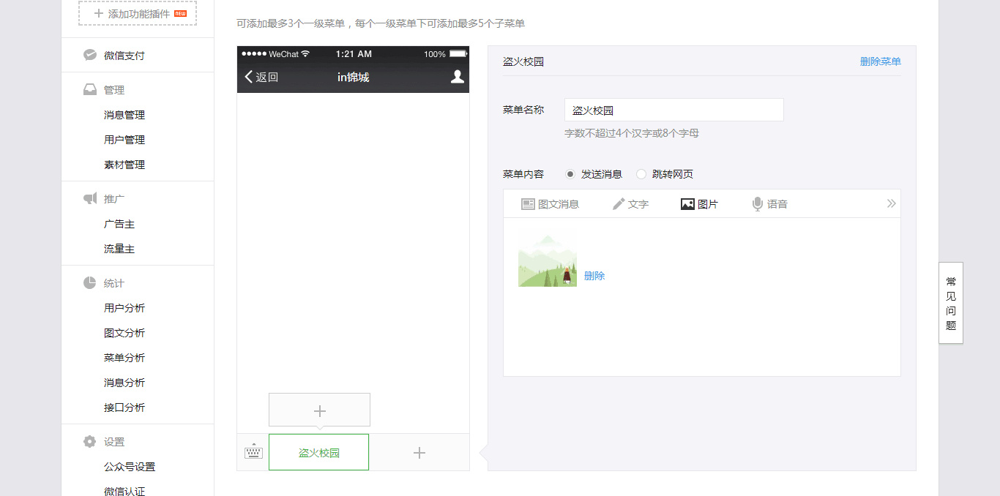 添加功能插件 NEW
微信支付
管理
消息管理
用户管理
素材管理
推广
广告主
流量主
统计
用户分析
图文分析
菜单分析
消息分析
接口分析
设置
公众号设置
微信认证
可添加最多3个一级菜单，每个一级菜单下可添加最多5个子菜单
WeChat 1:21 AM 100%
返回 in锦城
盗火校园
盗火校园 删除菜单
菜单名称 盗火校园
字数不超过4个汉字或8个字母
菜单内容 发送消息 跳转网页
图文消息 文字 图片 语音
删除
常见问题